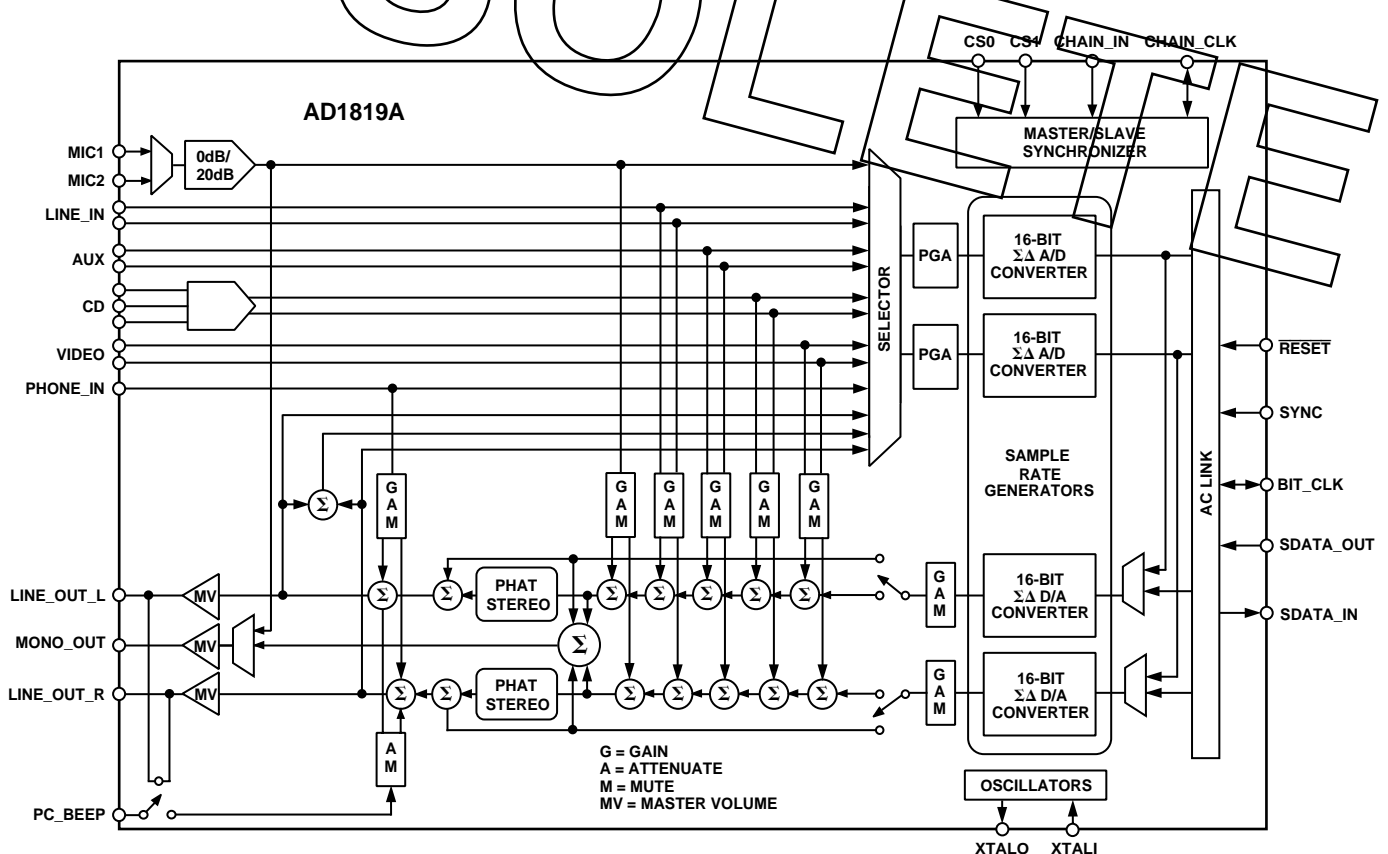 OLETE
CS0 CS1 CHAIN_IN CHAIN_CLK
AD1819A
MASTER/SLAVE
SYNCHRONIZER
MIC1
MIC2
0dB/
20dB
LINE_IN
AUX
CD
VIDEO
PHONE_IN
SELECTOR
PGA
16-BIT
ΣΔ A/D
CONVERTER
PGA
16-BIT
ΣΔ A/D
CONVERTER
SAMPLE
RATE
GENERATORS
AC LINK
RESET
SYNC
BIT_CLK
SDATA_OUT
SDATA_IN
G
A
M
G
A
M
G
A
M
G
A
M
G
A
M
G
A
M
Σ
LINE_OUT_L
MV
Σ
Σ
PHAT
STEREO
Σ
Σ
Σ
Σ
Σ
G
A
M
16-BIT
ΣΔ D/A
CONVERTER
MONO_OUT
MV
Σ
LINE_OUT_R
MV
Σ
Σ
PHAT
STEREO
Σ
Σ
Σ
Σ
Σ
G
A
M
16-BIT
ΣΔ D/A
CONVERTER
A
M
G = GAIN
A = ATTENUATE
M = MUTE
MV = MASTER VOLUME
PC_BEEP
OSCILLATORS
XTALO XTALI